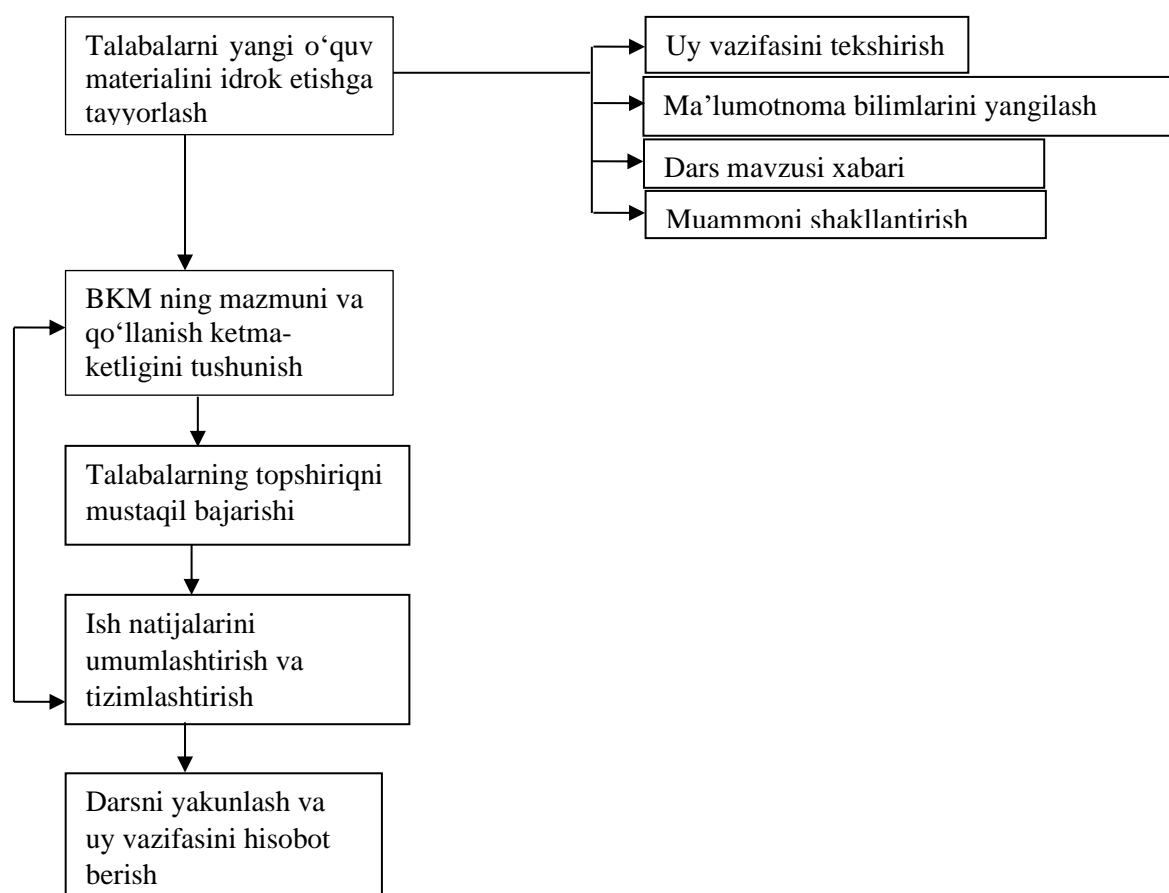 Talabalarni yangi o’quv
materialini idrok etishga
tayyorlash
Uy vazifasini tekshirish
Ma’lumotnoma bilimlarini yangilash
Dars mavzusi xabari
Muammoni shakllantirish
BKM ning mazmuni va
qo‘llanish ketma-
ketligini tushunish
Talabalarning topshiriqni
mustaqil bajarishi
Ish natijalarini
umumlashtirish va
tizimlashtirish
Darsni yakunlash va
uy vazifasini hisobot
berish